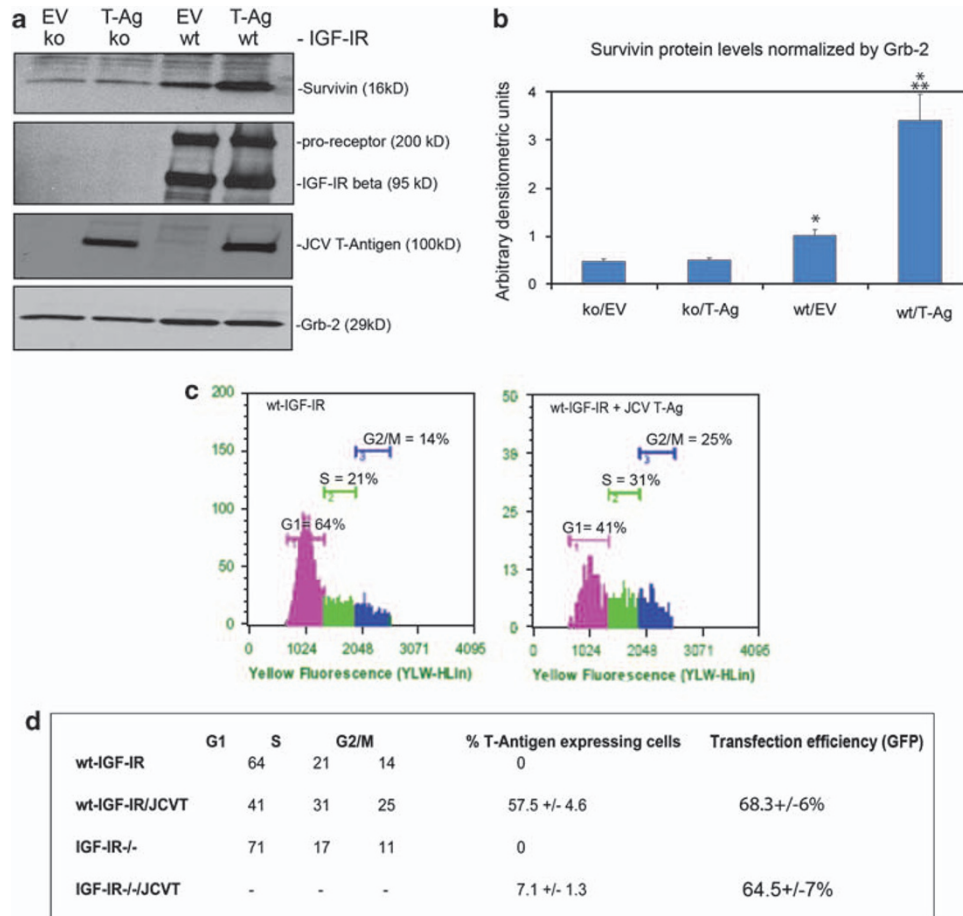 a
EV T-Ag EV T-Ag
ko ko wt wt - IGF-IR
-Survivin (16kD)
-pro-receptor (200 kD)
-IGF-IR beta (95 kD)
-JCV T-Antigen (100kD)
-Grb-2 (29kD)
b
Survivin protein levels normalized by Grb-2
Arbitrary densitometric units
4
3
2
1
0
*
*
**
ko/EV ko/T-Ag wt/EV wt/T-Ag
c
200
150
100
50
0
wt-IGF-IR
G2/M = 14%
3
S = 21%
2
G1= 64%
1
0 1024 2048 3071 4095
Yellow Fluorescence (YLW-HLin)
50
39
25
13
0
wt-IGF-IR + JCV T-Ag
G2/M = 25%
3
S = 31%
2
G1= 41%
1
0 1024 2048 3071 4095
Yellow Fluorescence (YLW-HLin)
d
G1 S G2/M % T-Antigen expressing cells Transfection efficiency (GFP)
wt-IGF-IR 64 21 14 0
wt-IGF-IR/JCVT 41 31 25 57.5 +/- 4.6 68.3+/-6%
IGF-IR-/- 71 17 11 0
IGF-IR-/-/JCVT - - - 7.1 +/- 1.3 64.5+/-7%